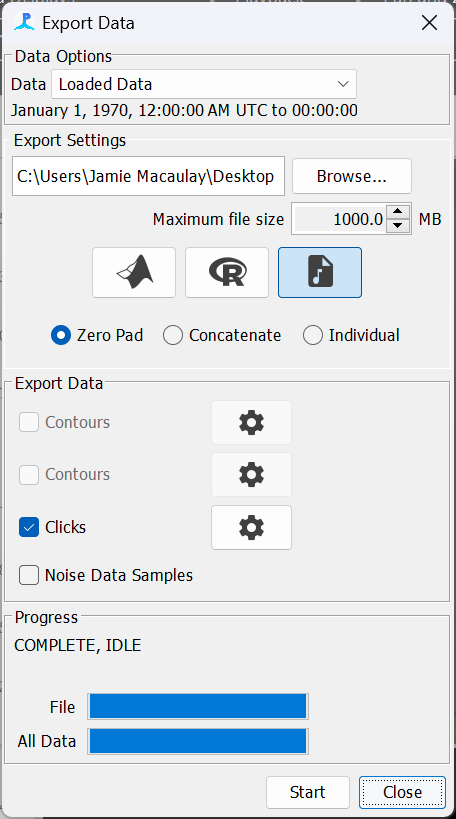 Export Data
Data Options
Data Loaded Data
January 1, 1970, 12:00:00 AM UTC to 00:00:00
Export Settings
C:\Users\Jamie Macaulay\Desktop Browse...
Maximum file size 1000.0 MB
R
Zero Pad Concatenate Individual
Export Data
Contours
Contours
Clicks
Noise Data Samples
Progress
COMPLETE, IDLE
File
All Data
Start Close